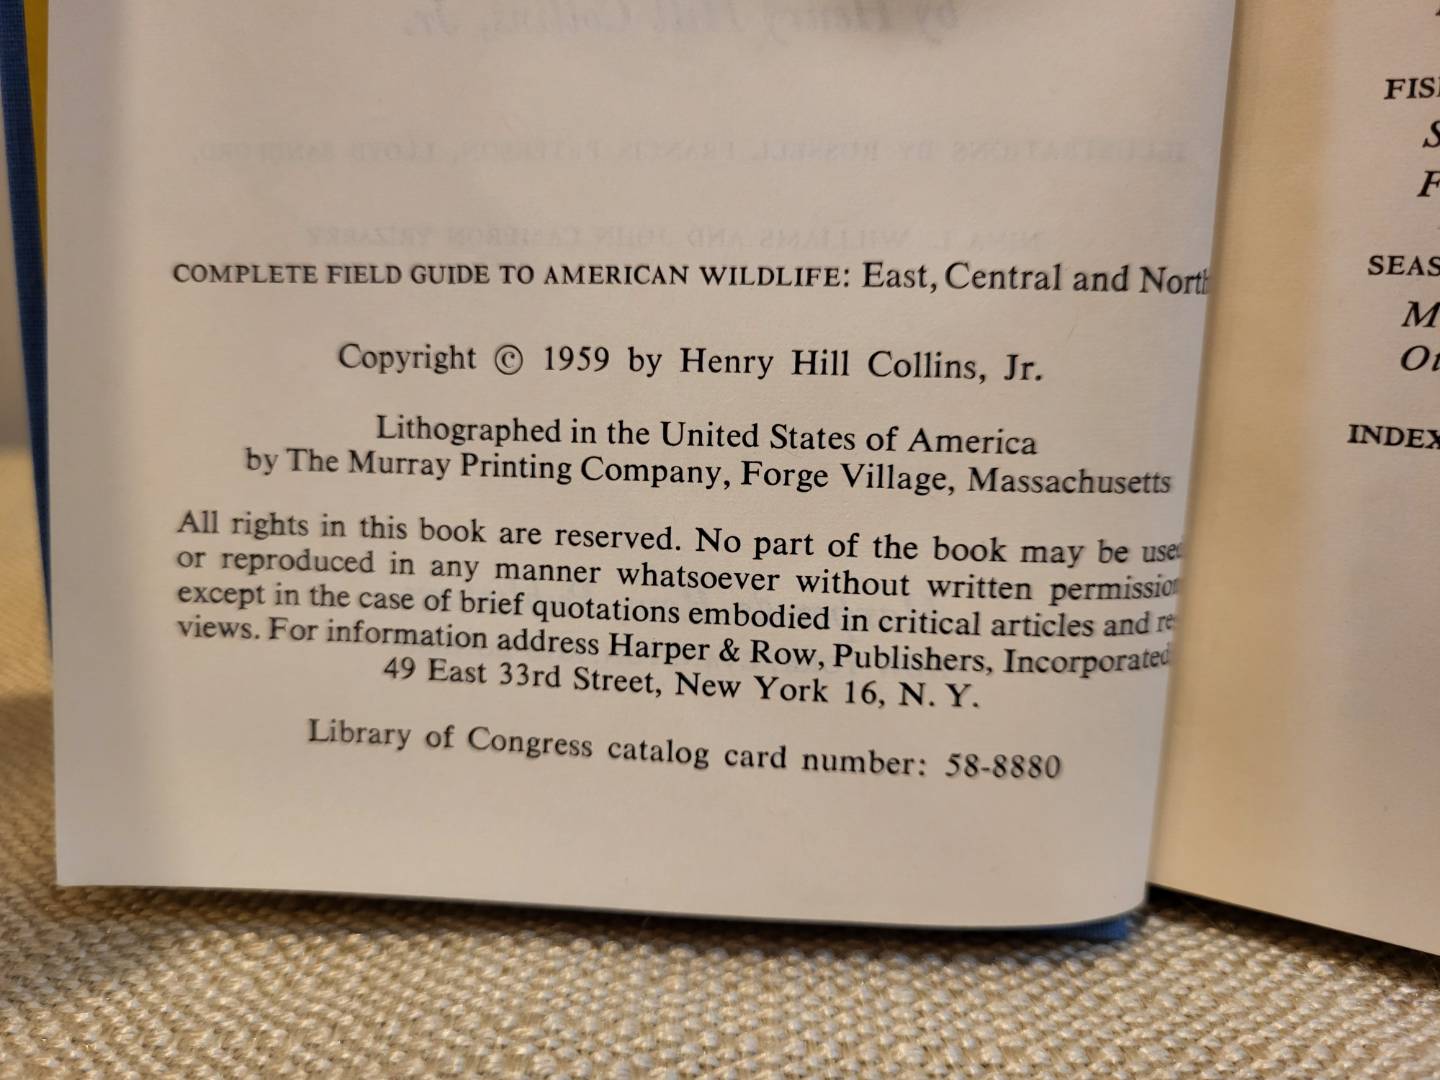 COMPLETE FIELD GUIDE TO AMERICAN WILDLIFE: East, Central and North
Copyright © 1959 by Henry Hill Collins, Jr.
Lithographed in the United States of America
by The Murray Printing Company, Forge Village, Massachusetts
All rights in this book are reserved. No part of the book may be used
or reproduced in any manner whatsoever without written permission
except in the case of brief quotations embodied in critical articles and re
views. For information address Harper & Row, Publishers, Incorporated
49 East 33rd Street, New York 16, N. Y.
Library of Congress catalog card number: 58-8880
FIS
S
F
SEAS
M
Ot
INDEX